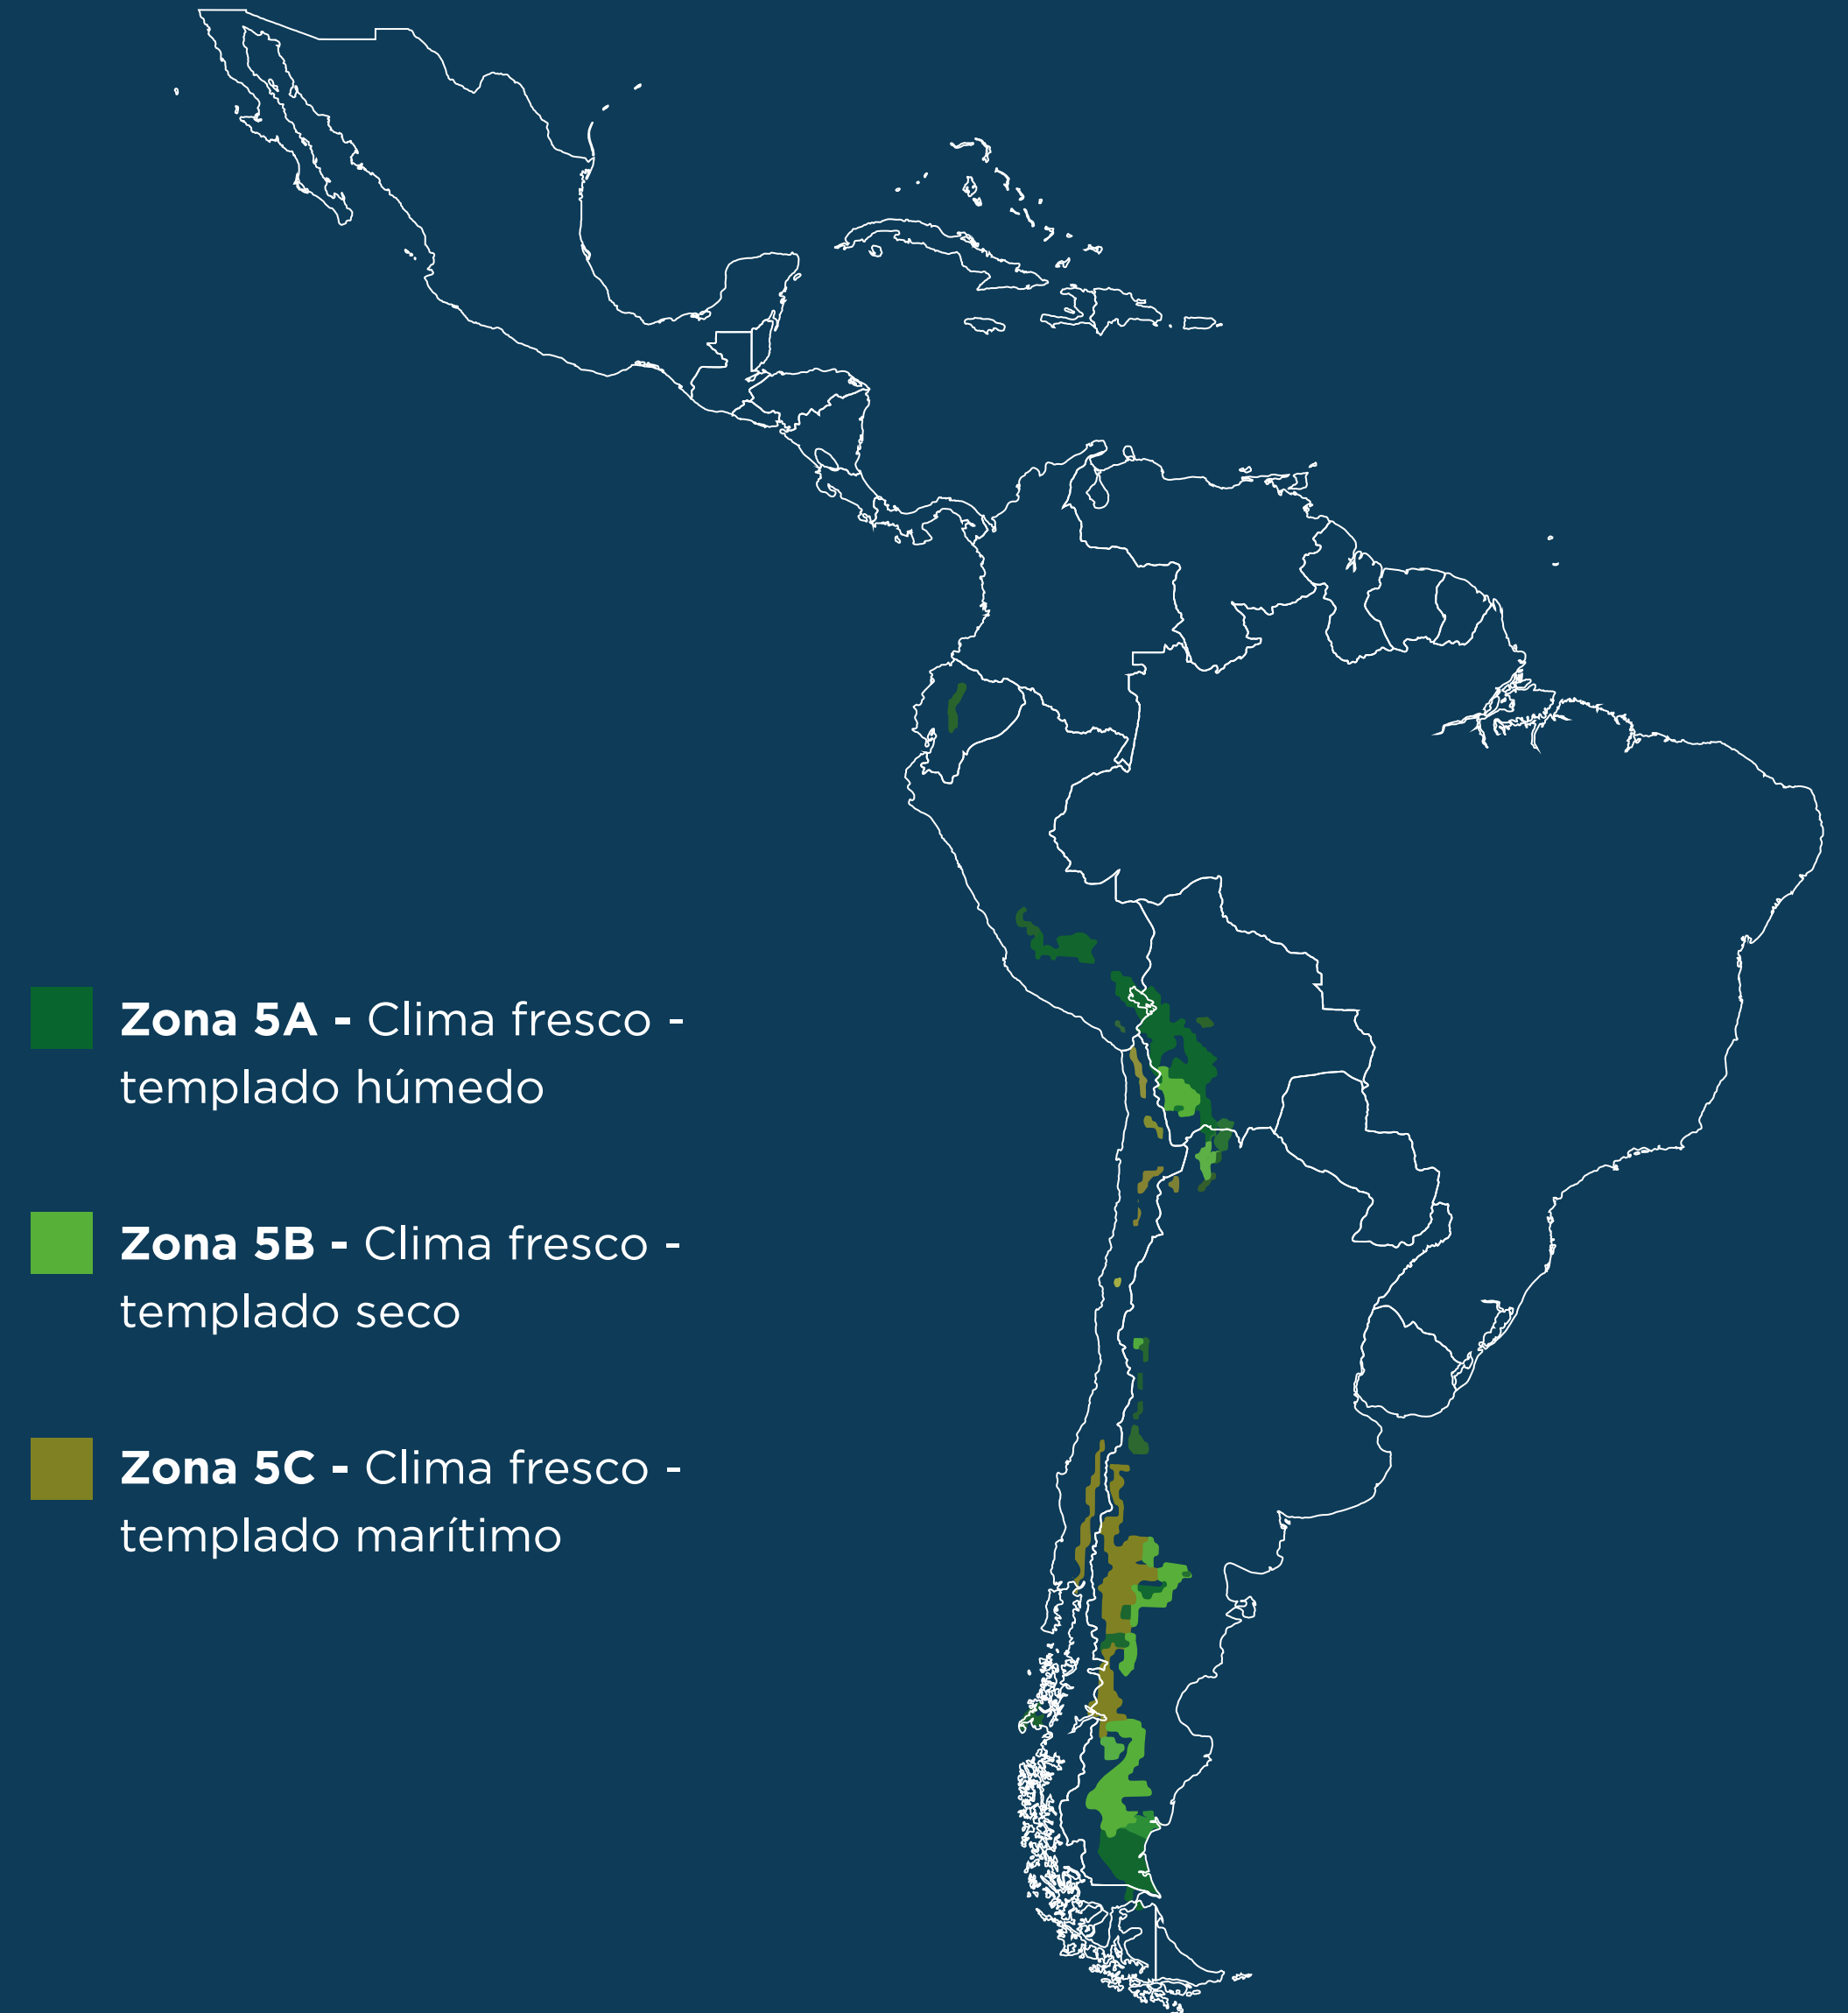 Zona 5A - Clima fresco -
templado húmedo
Zona 5B - Clima fresco -
templado seco
Zona 5C - Clima fresco -
templado marítimo